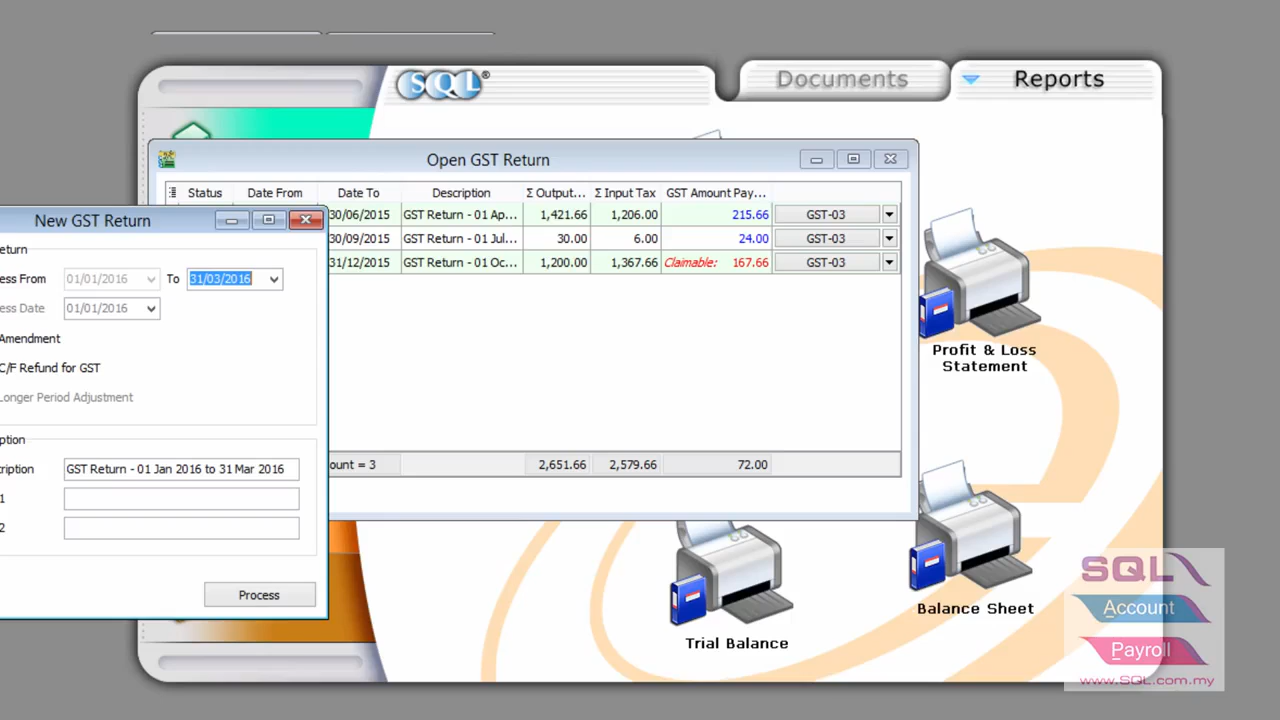 SQL®
Documents
Reports
Open GST Return
Status Date From Date To Description Σ Output... Σ Input Tax GST Amount Pay...
30/06/2015 GST Return - 01 Ap... 1,421.66 1,206.00 215.66 GST-03
30/09/2015 GST Return - 01 Jul... 30.00 6.00 24.00 GST-03
31/12/2015 GST Return - 01 Oc... 1,200.00 1,367.66 Claimable: 167.66 GST-03
ount = 3 2,651.66 2,579.66 72.00
New GST Return
eturn
ess From 01/01/2016 To 31/03/2016
ess Date 01/01/2016
Amendment
C/F Refund for GST
Longer Period Adjustment
ption
ription GST Return - 01 Jan 2016 to 31 Mar 2016
1
2
Process
Profit & Loss
Statement
Trial Balance
Balance Sheet
SQL
Account
Payroll
www.SQL.com.my